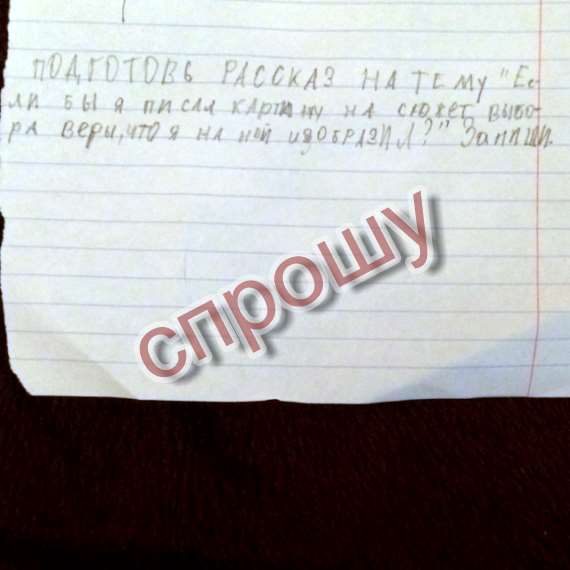 ПОДГОТОВЬ РАССКАЗ НА ТЕМУ "Ес-
ли бы я писал картину на сюжет выбо-
ра веры, что я на ней изобразил?" Запиши.
спрошу